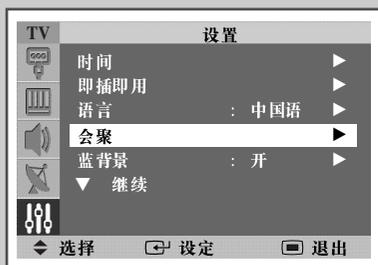 TV 设置
时间 ▶
即插即用 ▶
语言 : 中国语 ▶
会聚 ▶
蓝背景 : 开 ▶
▼ 继续
选择 设定 退出